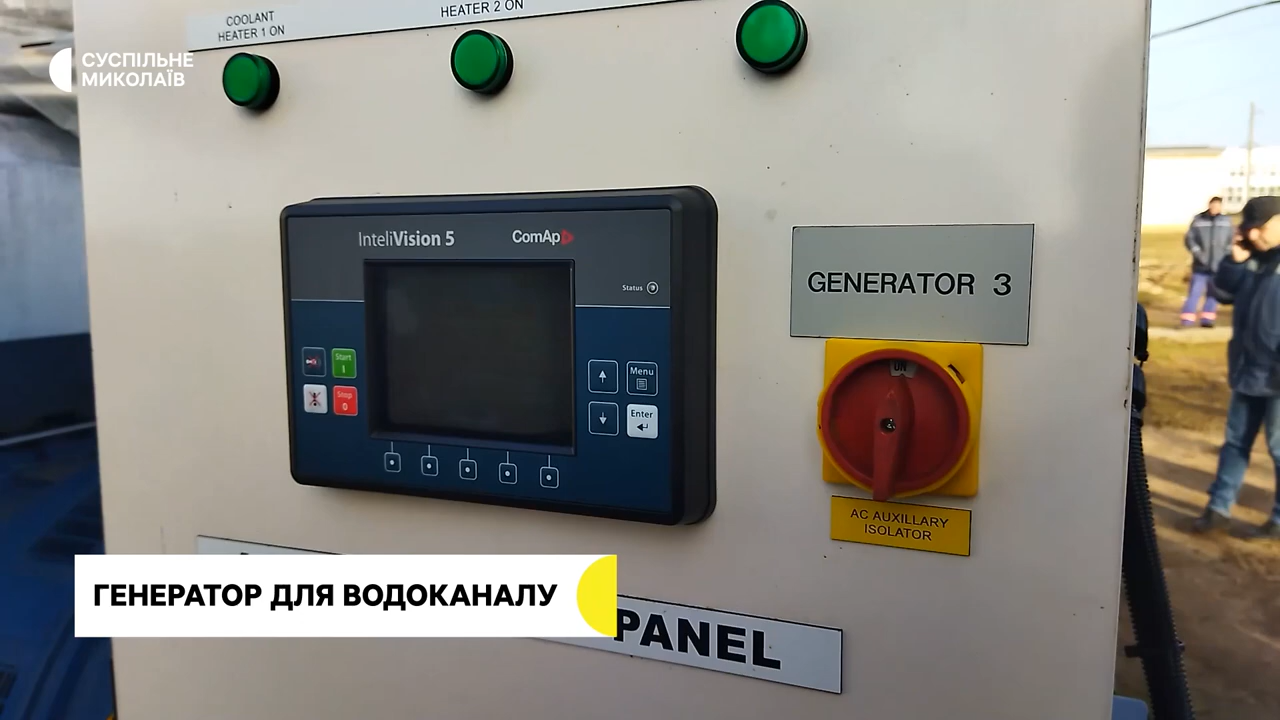 COOLANT
HEATER 1 ON
HEATER 2 ON
СУСПІЛЬНЕ
МИКОЛАЇВ
InteliVision 5
ComAp
Status
GENERATOR 3
Start
I
Stop
0
Menu
Enter
ON
AC AUXILLARY
ISOLATOR
ГЕНЕРАТОР ДЛЯ ВОДОКАНАЛУ
PANEL